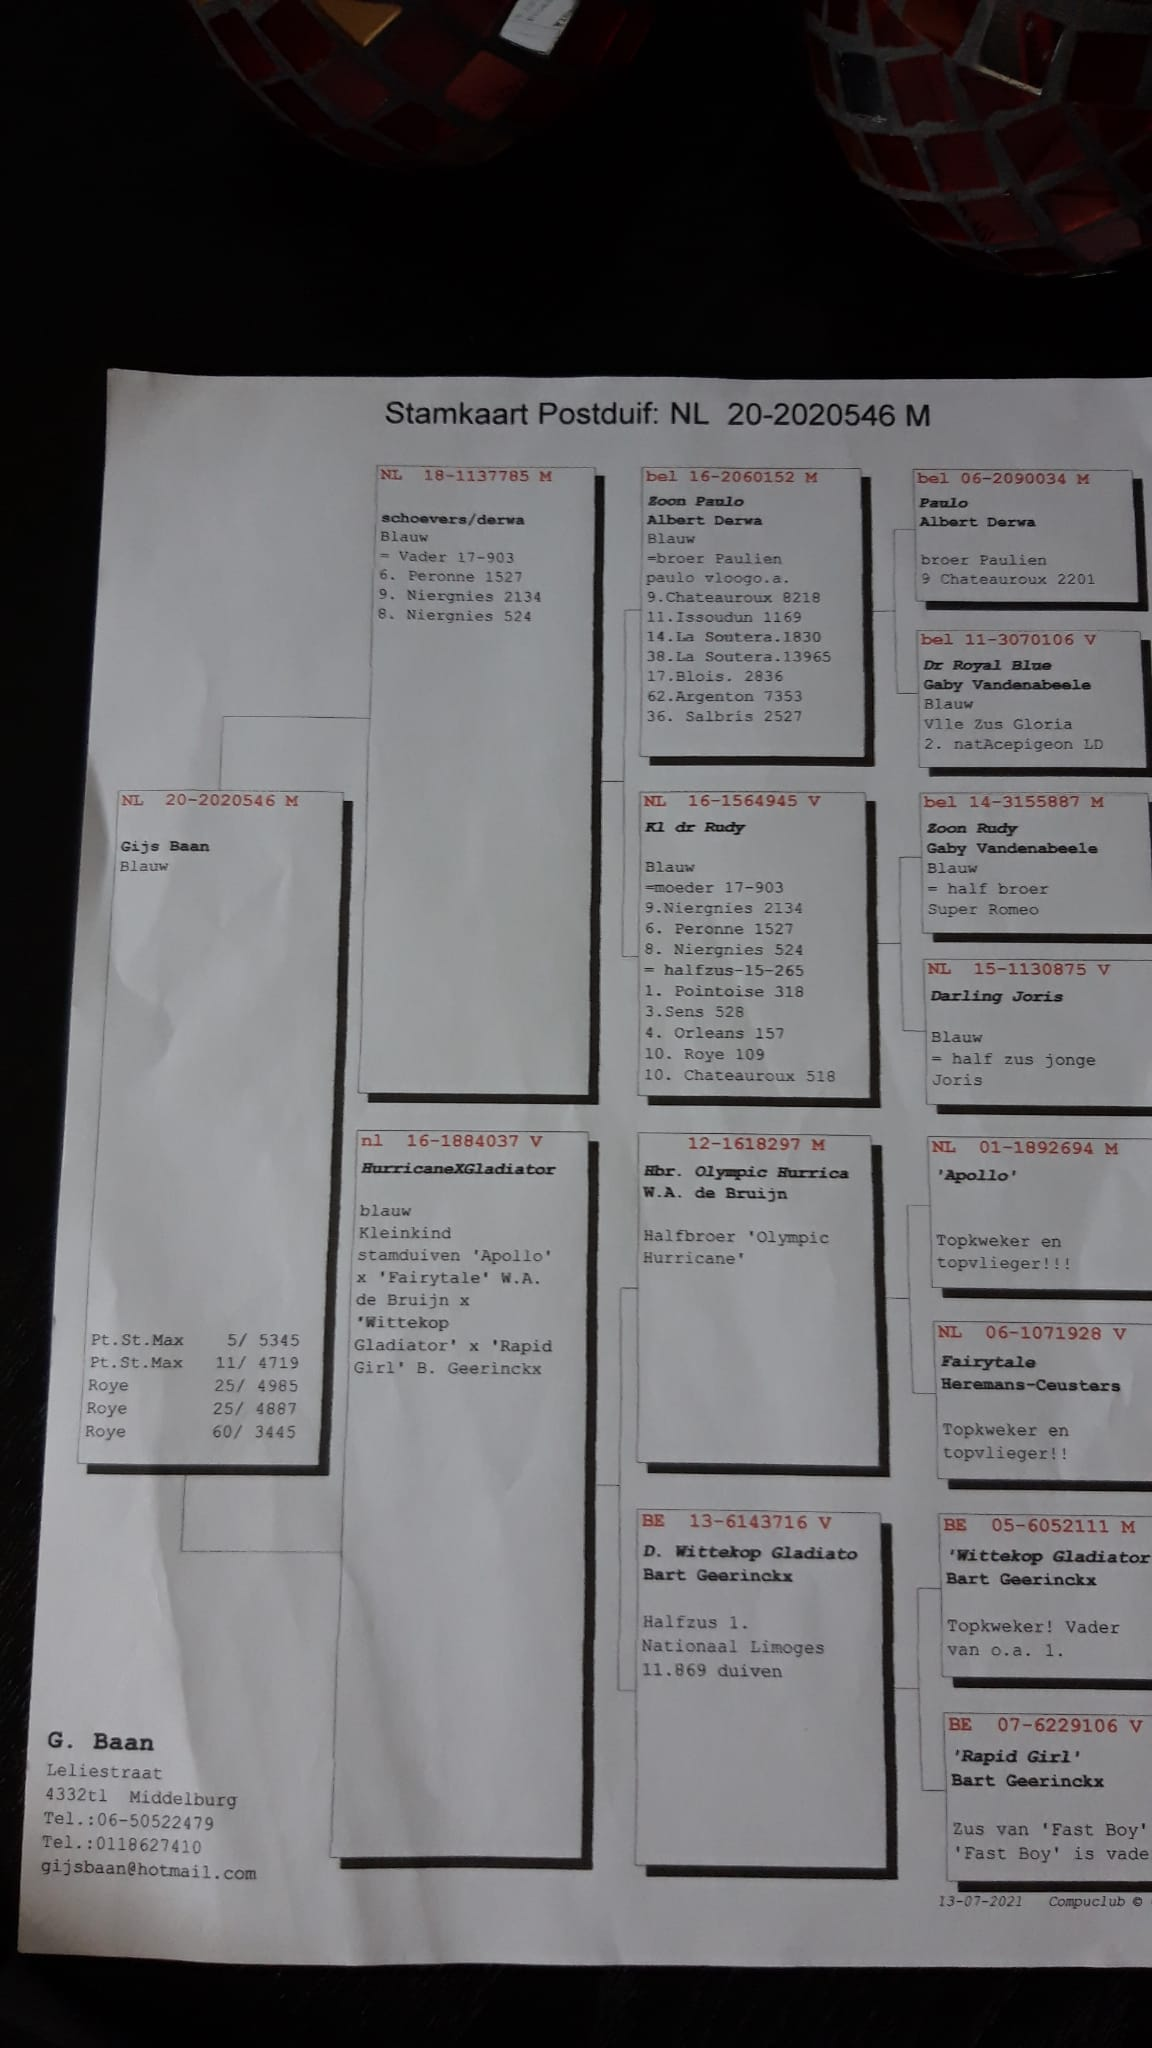 Stamkaart Postduif: NL 20-2020546 M
NL 20-2020546 M
Gijs Baan
Blauw
Pt.St.Max 5/ 5345
Pt.St.Max 11/ 4719
Roye 25/ 4985
Roye 25/ 4887
Roye 60/ 3445
NL 18-1137785 M
schoevers/derwa
Blauw
= Vader 17-903
6. Peronne 1527
9. Niergnies 2134
8. Niergnies 524
nl 16-1884037 V
HurricaneXGladiator
blauw
Kleinkind
stamduiven 'Apollo'
x 'Fairytale' W.A.
de Bruijn x
'Wittekop
Gladiator' x 'Rapid
Girl' B. Geerinckx
bel 16-2060152 M
Zoon Paulo
Albert Derwa
Blauw
=broer Paulien
paulo vloogo.a.
9.Chateauroux 8218
11.Issoudun 1169
14.La Soutera.1830
38.La Soutera.13965
17.Blois. 2836
62.Argenton 7353
36. Salbris 2527
NL 16-1564945 V
Kl dr Rudy
Blauw
=moeder 17-903
9.Niergnies 2134
6. Peronne 1527
8. Niergnies 524
= halfzus-15-265
1. Pointoise 318
3.Sens 528
4. Orleans 157
10. Roye 109
10. Chateauroux 518
12-1618297 M
Hbr. Olympic Hurrica
W.A. de Bruijn
Halfbroer 'Olympic
Hurricane'
BE 13-6143716 V
D. Wittekop Gladiato
Bart Geerinckx
Halfzus 1.
Nationaal Limoges
11.869 duiven
bel 06-2090034 M
Paulo
Albert Derwa
broer Paulien
9 Chateauroux 2201
bel 11-3070106 V
Dr Royal Blue
Gaby Vandenabeele
Blauw
Vlle Zus Gloria
2. natAcepigeon LD
bel 14-3155887 M
Zoon Rudy
Gaby Vandenabeele
Blauw
= half broer
Super Romeo
NL 15-1130875 V
Darling Joris
Blauw
= half zus jonge
Joris
NL 01-1892694 M
'Apollo'
Topkweker en
topvlieger!!!
NL 06-1071928 V
Fairytale
Heremans-Ceusters
Topkweker en
topvlieger!!
BE 05-6052111 M
'Wittekop Gladiator
Bart Geerinckx
Topkweker! Vader
van o.a. 1.
BE 07-6229106 V
'Rapid Girl'
Bart Geerinckx
Zus van 'Fast Boy'
'Fast Boy' is vade
G. Baan
Leliestraat
4332tl Middelburg
Tel.:06-50522479
Tel.:0118627410
gijsbaan@hotmail.com
13-07-2021 Compuclub ©